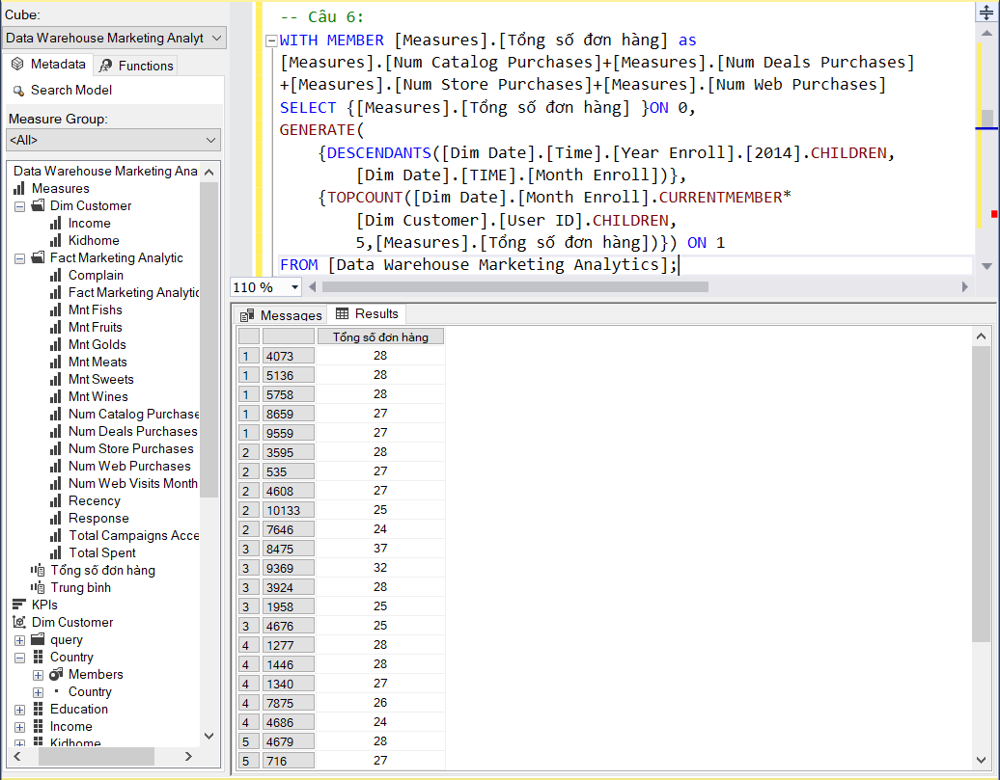 Cube:
Data Warehouse Marketing Analyt
Metadata
Functions
Search Model
Measure Group:
<All>
Data Warehouse Marketing Ana
Measures
Dim Customer
Income
Kidhome
Fact Marketing Analytic
Complain
Fact Marketing Analytic
Mnt Fishs
Mnt Fruits
Mnt Golds
Mnt Meats
Mnt Sweets
Mnt Wines
Num Catalog Purchase
Num Deals Purchases
Num Store Purchases
Num Web Purchases
Num Web Visits Month
Recency
Response
Total Campaigns Acce
Total Spent
Tổng số đơn hàng
Trung bình
KPIs
Dim Customer
query
Country
Members
Country
Education
Income
Kidhome
-- Câu 6:
WITH MEMBER [Measures].[Tổng số đơn hàng] as
[Measures].[Num Catalog Purchases]+[Measures].[Num Deals Purchases]
+[Measures].[Num Store Purchases]+[Measures].[Num Web Purchases]
SELECT {[Measures].[Tổng số đơn hàng] }ON 0,
GENERATE(
{DESCENDANTS([Dim Date].[Time].[Year Enroll].[2014].CHILDREN,
[Dim Date].[TIME].[Month Enroll])},
{TOPCOUNT([Dim Date].[Month Enroll].CURRENTMEMBER*
[Dim Customer].[User ID].CHILDREN,
5,[Measures].[Tổng số đơn hàng])}) ON 1
FROM [Data Warehouse Marketing Analytics];
110 %
Messages
Results
Tổng số đơn hàng
1 4073 28
1 5136 28
1 5758 28
1 8659 27
1 9559 27
2 3595 28
2 535 27
2 4608 27
2 10133 25
2 7646 24
3 8475 37
3 9369 32
3 3924 28
3 1958 25
3 4676 25
4 1277 28
4 1446 28
4 1340 27
4 7875 26
4 4686 24
5 4679 28
5 716 27